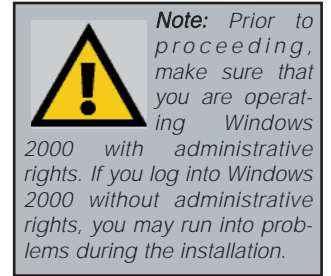 Note: Prior to
proceeding,
make sure that
you are operat-
ing Windows
2000 with administrative
rights. If you log into Windows
2000 without administrative
rights, you may run into prob-
lems during the installation.